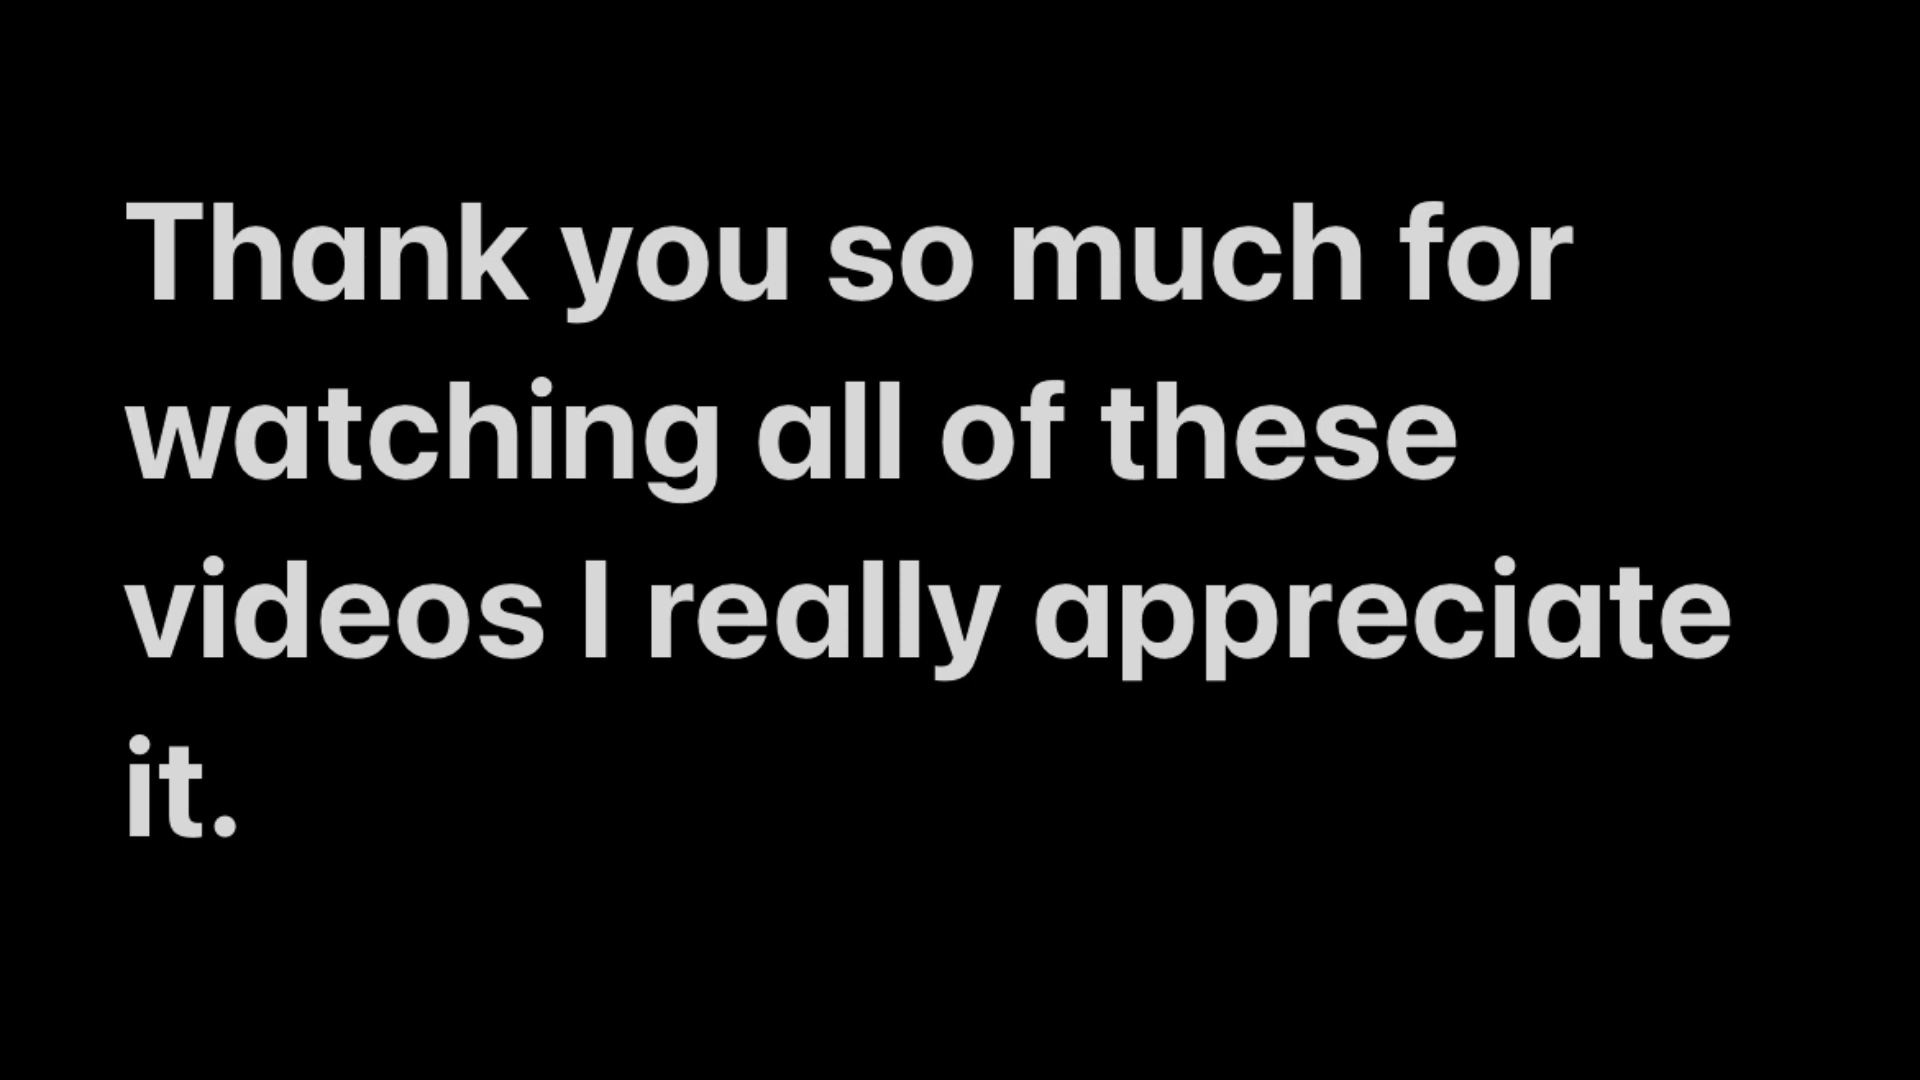 Thank you so much for
watching all of these
videos I really appreciate
it.